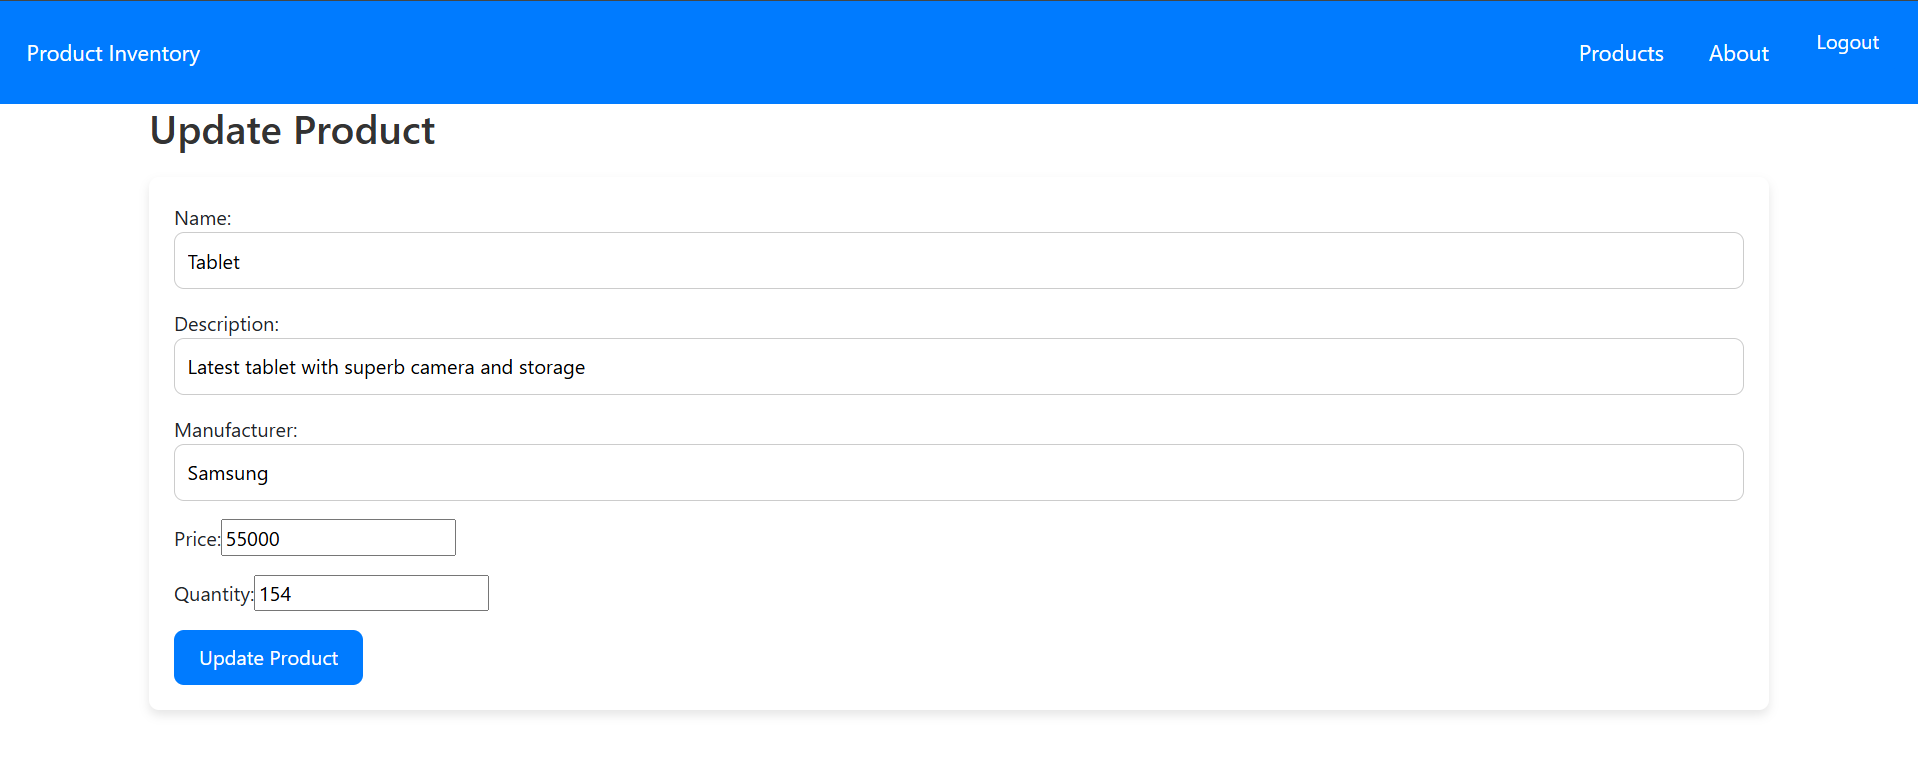 Product Inventory
Products
About
Logout
Update Product
Name:
Tablet
Description:
Latest tablet with superb camera and storage
Manufacturer:
Samsung
Price: 55000
Quantity: 154
Update Product